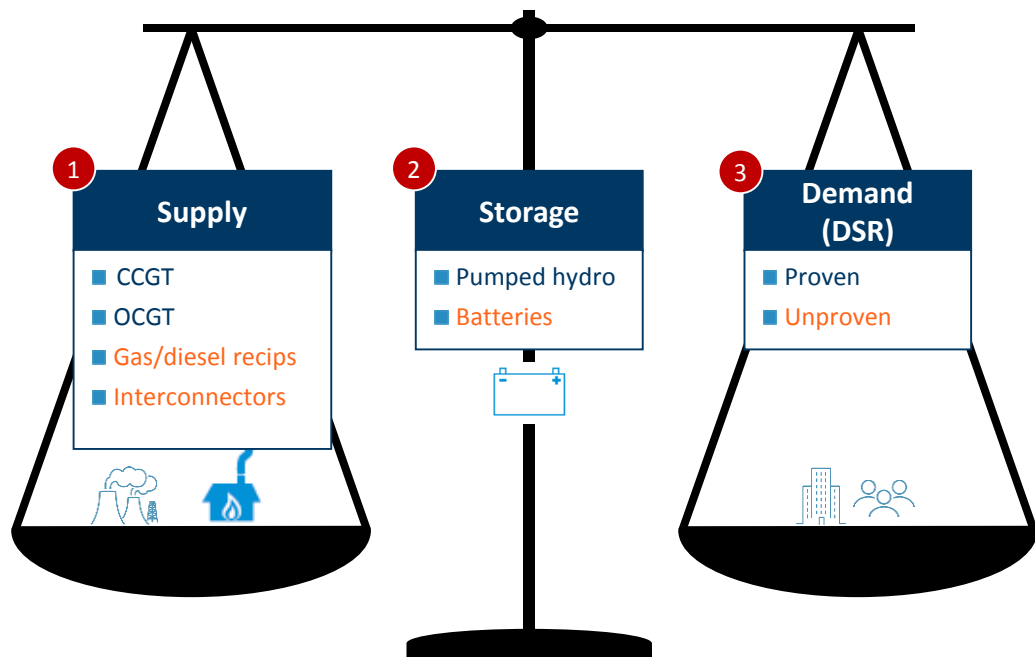 1
Supply
CCGT
OCGT
Gas/diesel recips
Interconnectors
2
Storage
Pumped hydro
Batteries
- +
3
Demand
(DSR)
Proven
Unproven